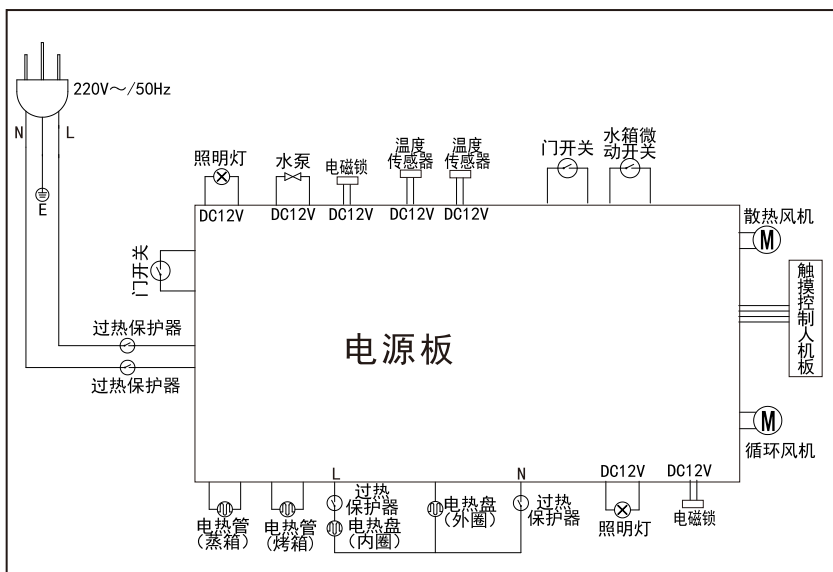 220V～/50Hz
N
L
E
照明灯
水泵
电磁锁
温度
传感器
温度
传感器
门开关
水箱微
动开关
DC12V
DC12V
DC12V
DC12V
DC12V
散热风机
M
门开关
触摸控制人机板
过热保护器
过热保护器
电源板
M
循环风机
L
N
DC12V
DC12V
电热管
(蒸箱)
电热管
(烤箱)
过热
保护器
电热盘
(内圈)
电热盘
(外圈)
过热
保护器
照明灯
电磁锁